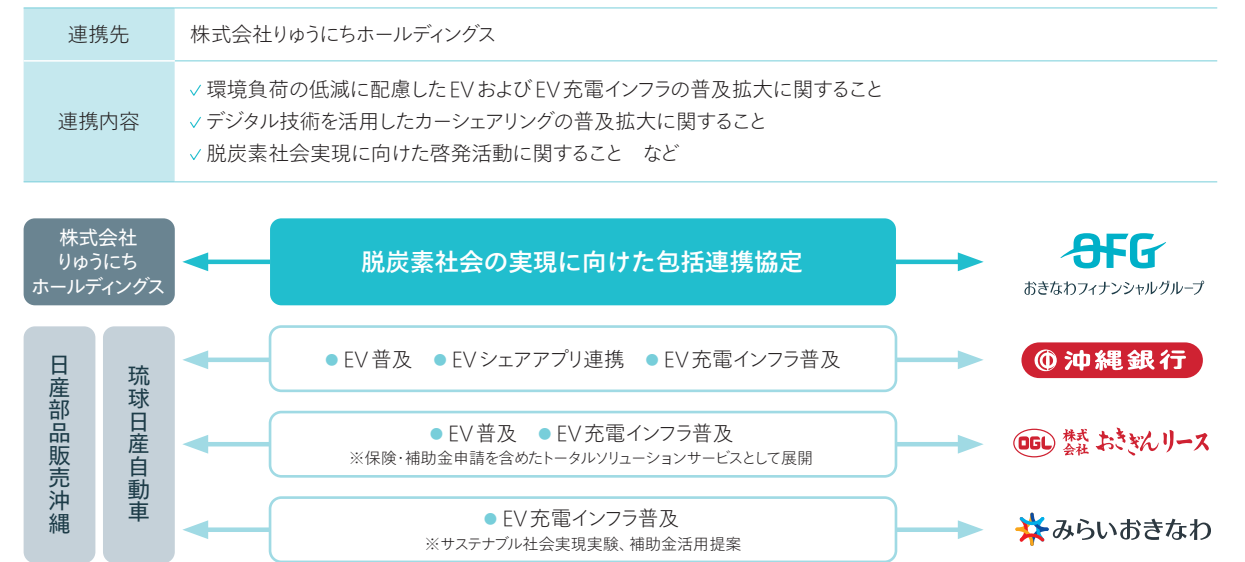 連携先
株式会社りゅうにちホールディングス
連携内容
✓環境負荷の低減に配慮したEVおよびEV充電インフラの普及拡大に関すること
✓デジタル技術を活用したカーシェアリングの普及拡大に関すること
✓脱炭素社会実現に向けた啓発活動に関すること　など
株式会社
りゅうにち
ホールディングス
脱炭素社会の実現に向けた包括連携協定
OFG
おきなわフィナンシャルグループ
日産部品販売沖縄
琉球日産自動車
●EV普及　●EVシェアアプリ連携　●EV充電インフラ普及
沖縄銀行
●EV普及　●EV充電インフラ普及
※保険・補助金申請を含めたトータルソリューションサービスとして展開
OGL 株式会社 おきぎんリース
●EV充電インフラ普及
※サステナブル社会実現実験、補助金活用提案
みらいおきなわ